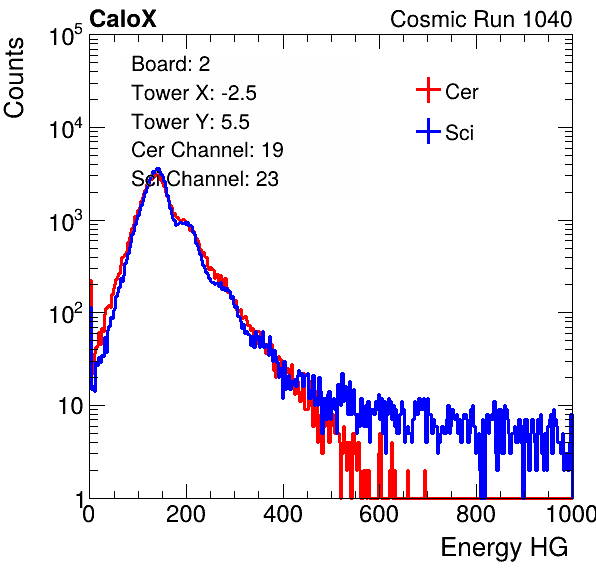 CaloX Cosmic Run 1040
Counts
10^5
10^4
10^3
10^2
10
1
Board: 2
Tower X: -2.5
Tower Y: 5.5
Cer Channel: 19
Sci Channel: 23
Cer
Sci
0 200 400 600 800 1000
Energy HG